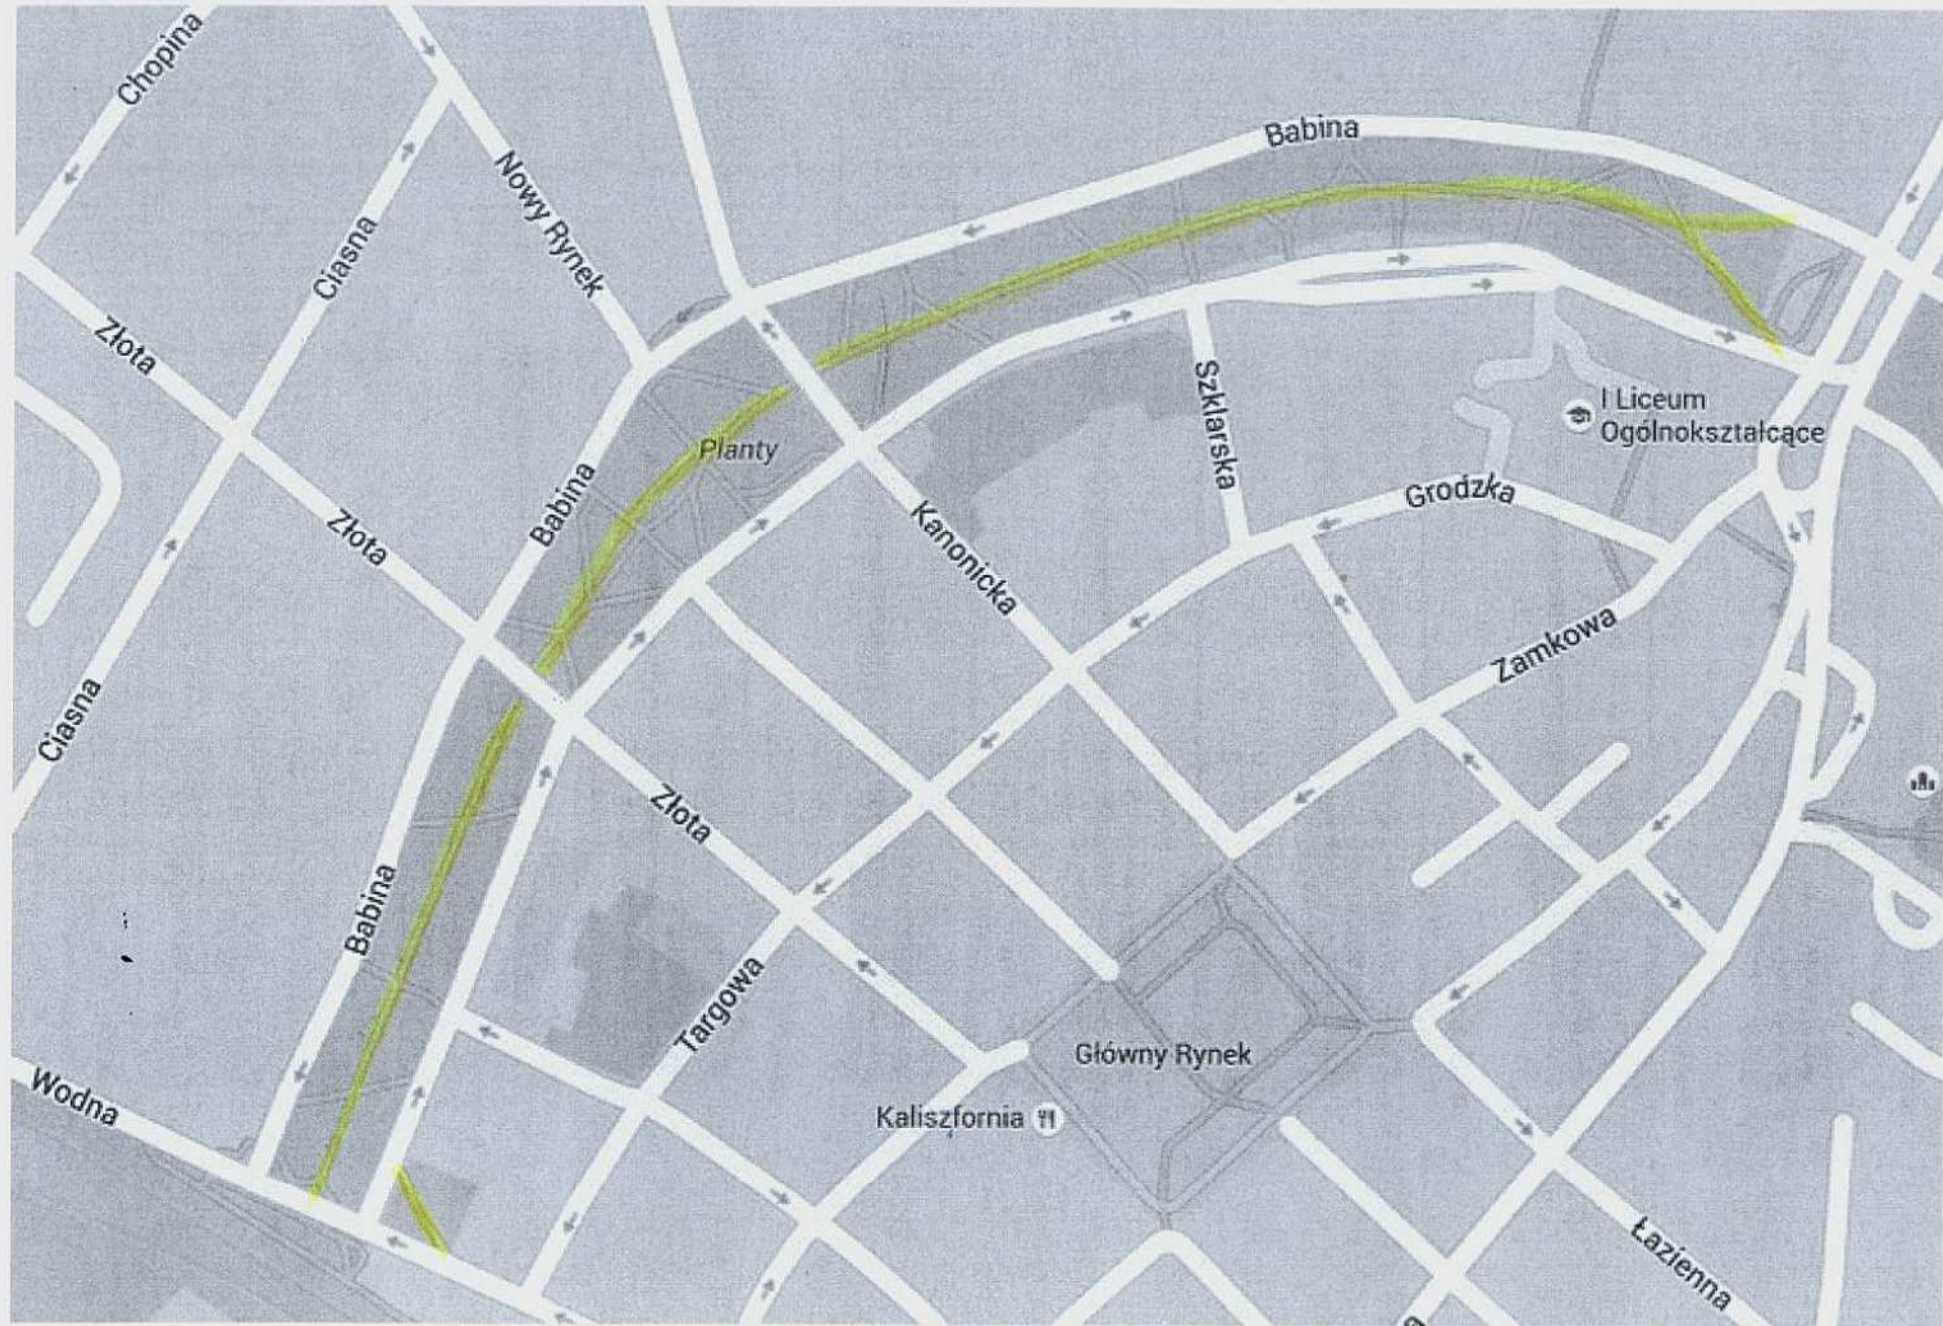 Chopina
Babina
Nowy Rynek
Ciasna
Złota
I Liceum
Ogólnokształcące
Szklarska
Planty
Grodzka
Babina
Złota
Kanonicka
Zamkowa
Ciasna
Złota
Babina
Targowa
Główny Rynek
Wodna
Kaliszfornia
Łazienna